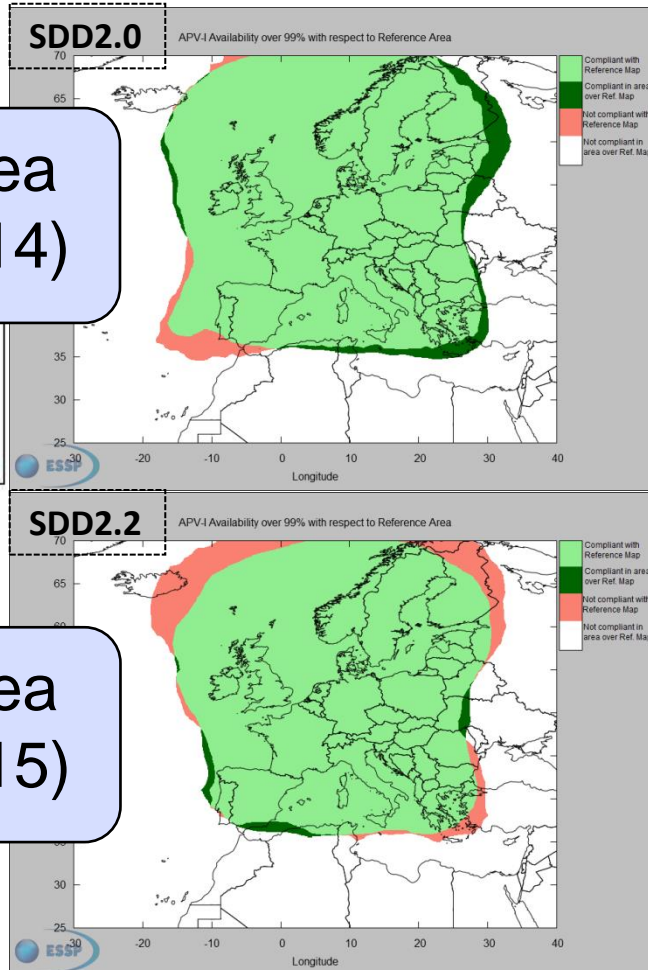 SDD2.0
APV-I Availability over 99% with respect to Reference Area
70
65
35
30
25
-30
-20
-10
0
10
20
30
40
Longitude
Compliant with
Reference Map
Compliant in area
over Ref. Map
Not compliant with
Reference Map
Not compliant in
area over Ref. Map
ESSP
ea
14)
SDD2.2
APV-I Availability over 99% with respect to Reference Area
70
65
35
30
25
-30
-20
-10
0
10
20
30
40
Longitude
Compliant with
Reference Map
Compliant in area
over Ref. Map
Not compliant with
Reference Map
Not compliant in
area over Ref. Map
ESSP
ea
15)